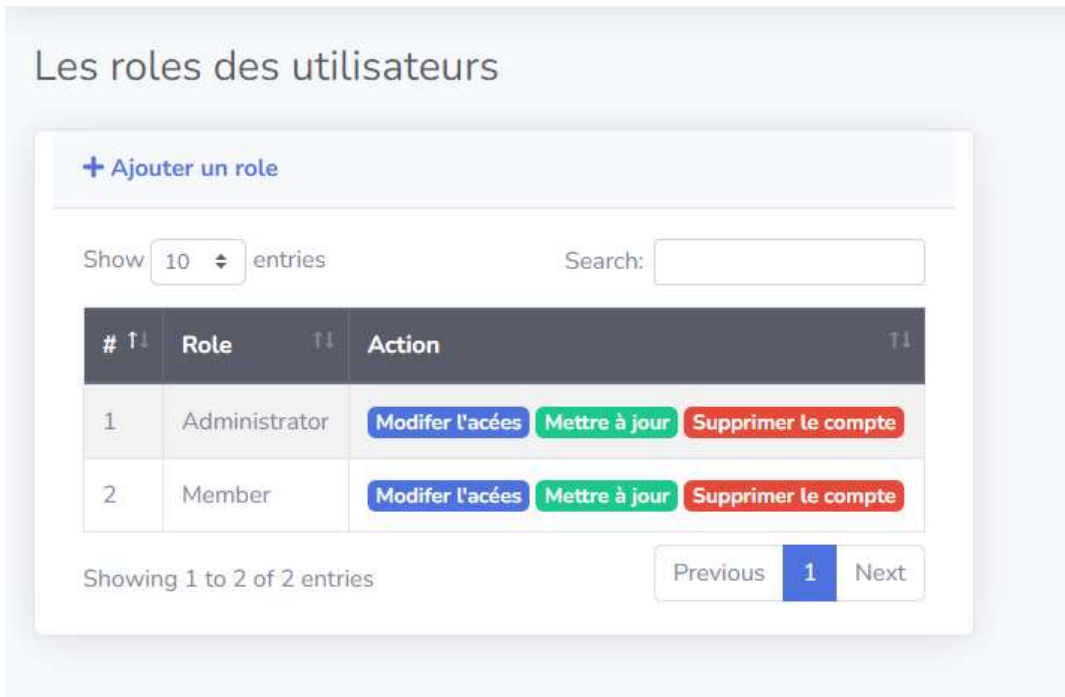 Les roles des utilisateurs
+ Ajouter un role
Show 10 entries Search:
# Role Action
1 Administrator Modifer l'acées Mettre à jour Supprimer le compte
2 Member Modifer l'acées Mettre à jour Supprimer le compte
Showing 1 to 2 of 2 entries Previous 1 Next